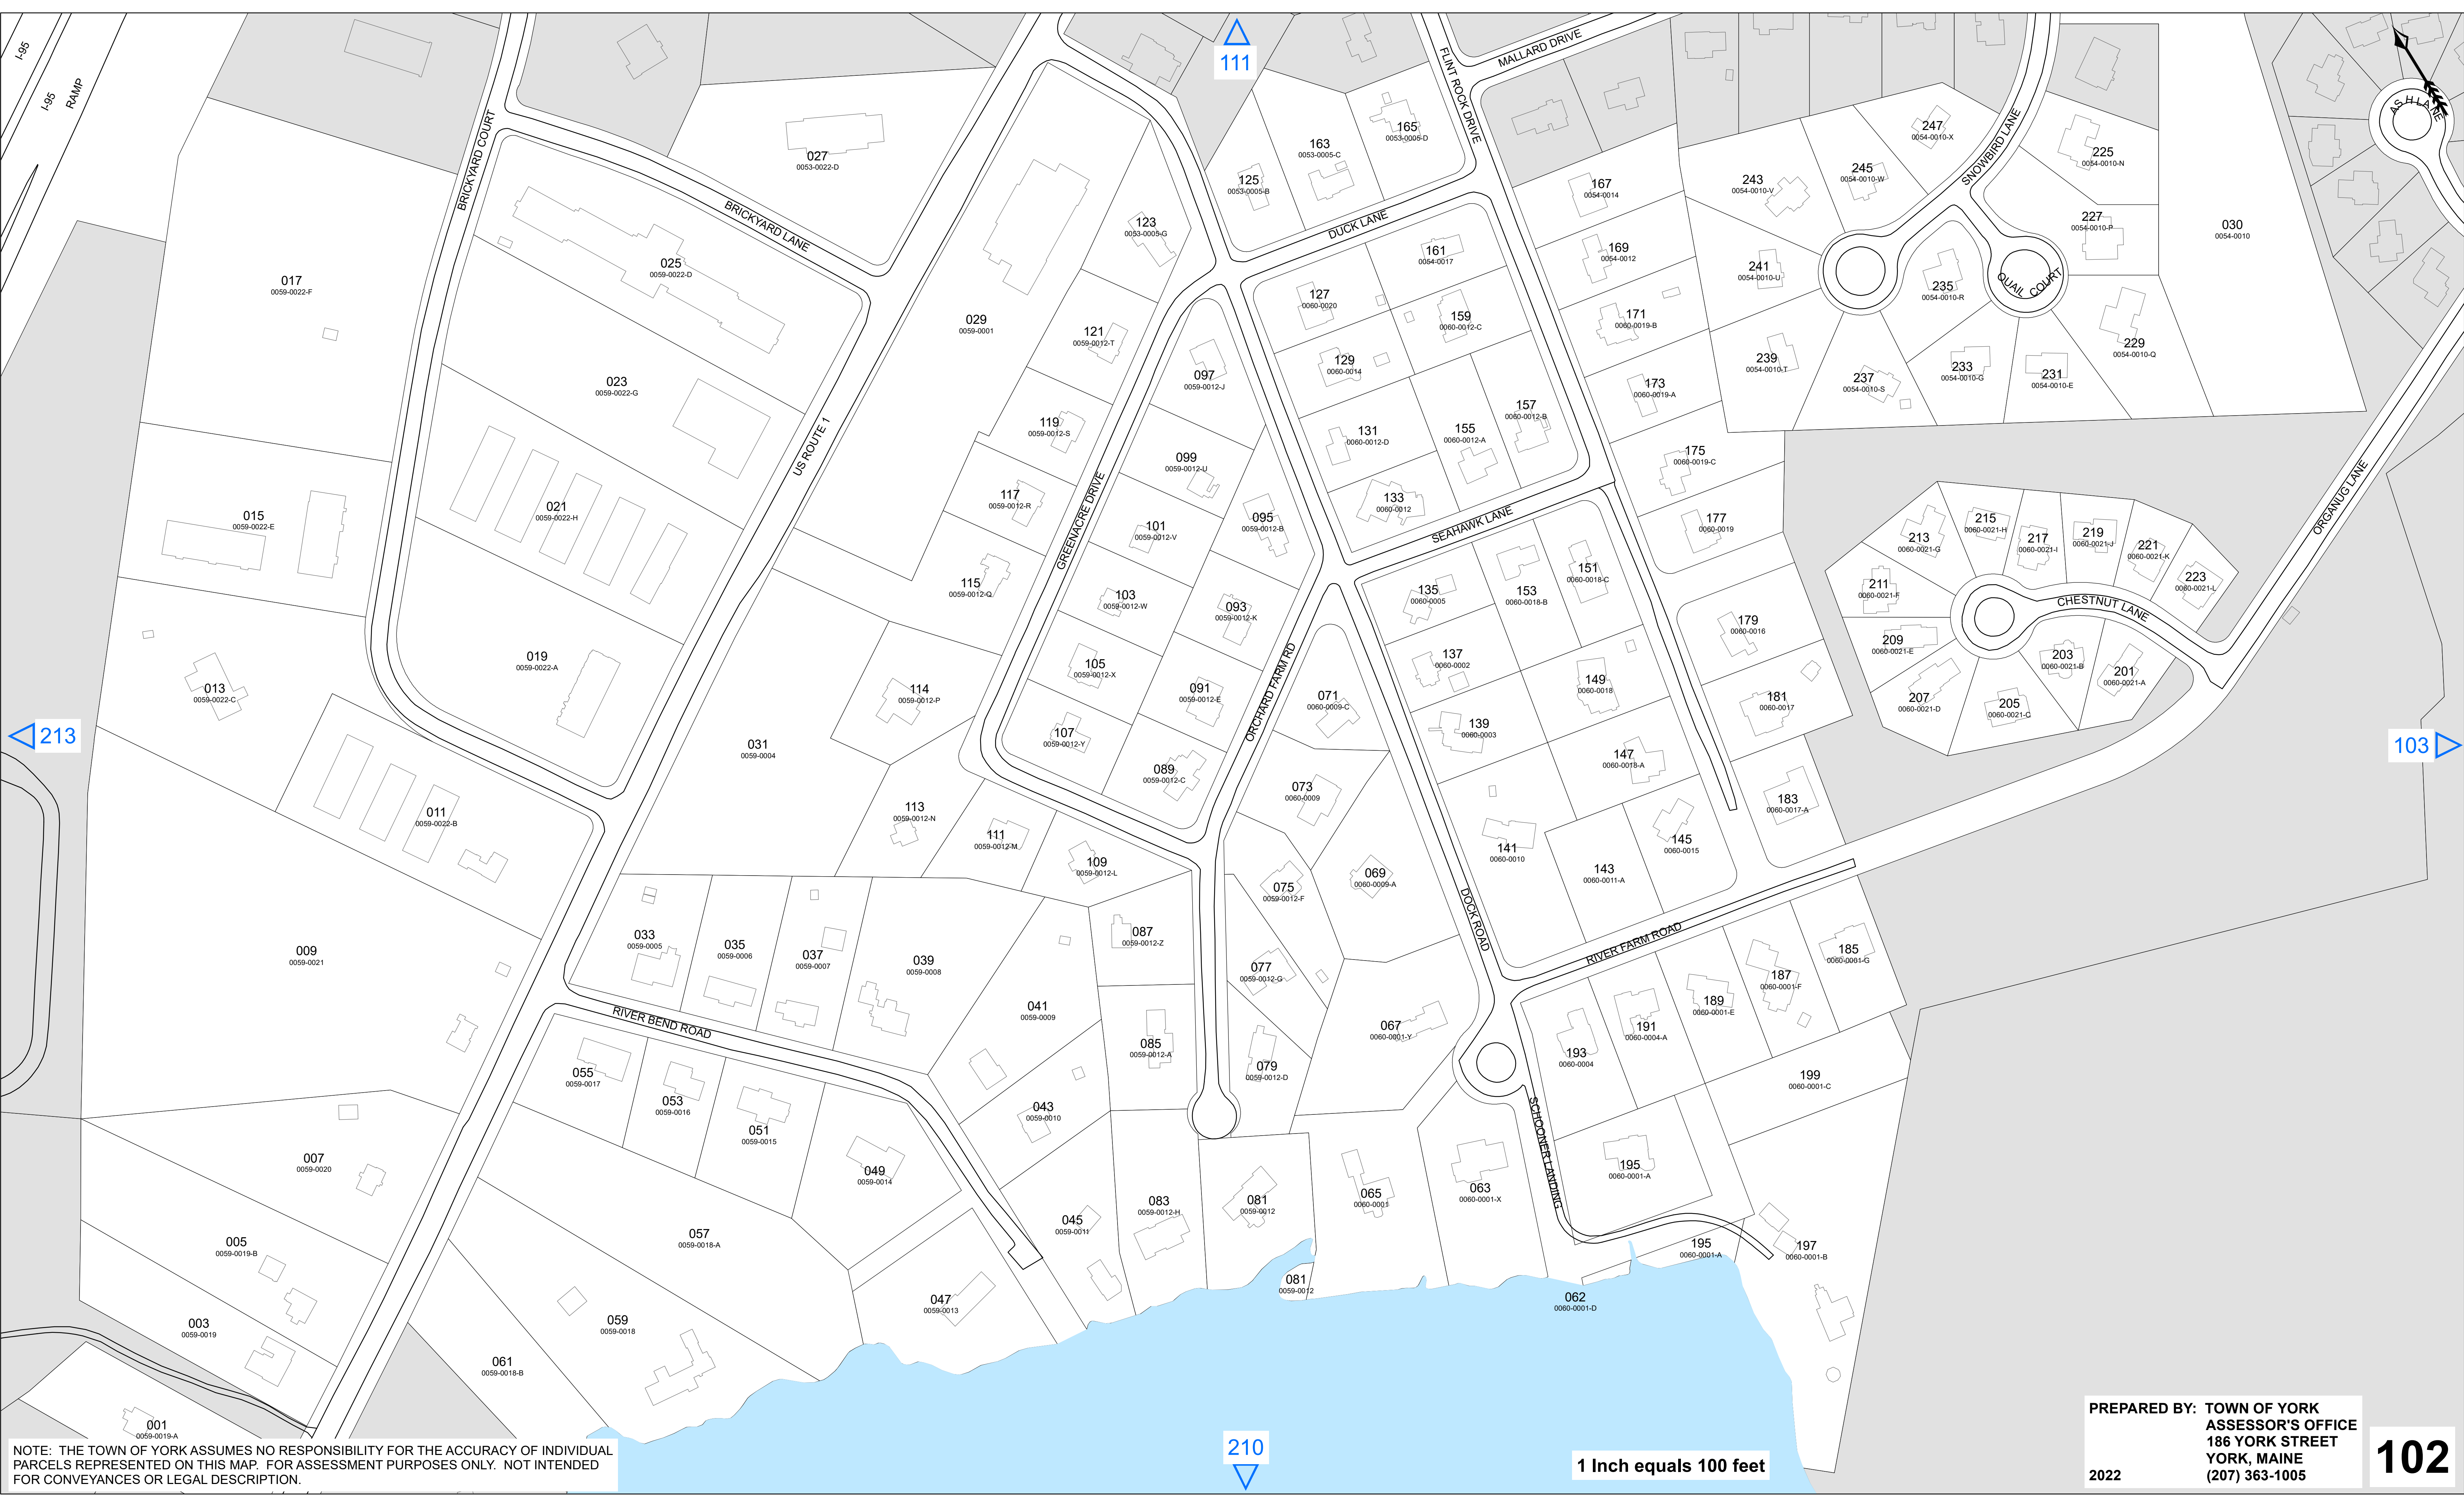 I-95
I-95
RAMP
BRICKYARD COURT
BRICKYARD LANE
US ROUTE 1
GREENACRE DRIVE
ORCHARD FARM RD
DUCK LANE
FLINT ROCK DRIVE
MALLARD DRIVE
SNOWBIRD LANE
QUAIL COURT
ASH LANE
ORGANUG LANE
CHESTNUT LANE
SEAHAWK LANE
DOCK ROAD
RIVER FARM ROAD
SCHOONER LANDING
RIVER BEND ROAD
111
213
103
210
027
0053-0022-D
163
0053-0005-C
165
0053-0005-D
125
0053-0005-B
123
0053-0005-G
167
0054-0014
247
0054-0010-X
245
0054-0010-W
243
0054-0010-V
225
0054-0010-N
227
0054-0010-P
030
0054-0010
017
0059-0022-F
025
0059-0022-D
029
0059-0001
121
0059-0012-T
161
0054-0017
169
0054-0012
241
0054-0010-U
235
0054-0010-R
127
0060-0020
159
0060-0012-C
171
0060-0019-B
229
0054-0010-Q
023
0059-0022-G
097
0059-0012-J
129
0060-0014
173
0060-0019-A
239
0054-0010-T
237
0054-0010-S
233
0054-0010-G
231
0054-0010-E
119
0059-0012-S
099
0059-0012-U
131
0060-0012-D
155
0060-0012-A
157
0060-0012-B
175
0060-0019-C
015
0059-0022-E
021
0059-0022-H
117
0059-0012-R
101
0059-0012-V
095
0059-0012-B
133
0060-0012
177
0060-0019
213
0060-0021-G
215
0060-0021-H
217
0060-0021-I
219
0060-0021-J
221
0060-0021-K
223
0060-0021-L
211
0060-0021-F
115
0059-0012-Q
103
0059-0012-W
093
0059-0012-K
135
0060-0005
153
0060-0018-B
151
0060-0018-C
179
0060-0016
209
0060-0021-E
203
0060-0021-B
201
0060-0021-A
207
0060-0021-D
205
0060-0021-C
013
0059-0022-C
019
0059-0022-A
114
0059-0012-P
105
0059-0012-X
091
0059-0012-E
071
0060-0009-C
137
0060-0002
149
0060-0018
181
0060-0017
031
0059-0004
107
0059-0012-Y
089
0059-0012-C
139
0060-0003
147
0060-0018-A
011
0059-0022-B
113
0059-0012-N
111
0059-0012-M
109
0059-0012-L
073
0060-0009
183
0060-0017-A
141
0060-0010
143
0060-0011-A
145
0060-0015
075
0059-0012-F
069
0060-0009-A
009
0059-0021
033
0059-0005
035
0059-0006
037
0059-0007
039
0059-0008
041
0059-0009
087
0059-0012-Z
077
0059-0012-G
185
0060-0001-G
187
0060-0001-F
189
0060-0001-E
191
0060-0004-A
193
0060-0004
199
0060-0001-C
067
0060-0001-Y
085
0059-0012-A
079
0059-0012-D
055
0059-0017
053
0059-0016
051
0059-0015
043
0059-0010
049
0059-0014
007
0059-0020
195
0060-0001-A
063
0060-0001-X
065
0060-0001
081
0059-0012
083
0059-0012-H
045
0059-0011
057
0059-0018-A
005
0059-0019-B
195
0060-0001-A
197
0060-0001-B
081
0059-0012
062
0060-0001-D
047
0059-0013
059
0059-0018
003
0059-0019
061
0059-0018-B
001
0059-0019-A
NOTE: THE TOWN OF YORK ASSUMES NO RESPONSIBILITY FOR THE ACCURACY OF INDIVIDUAL
PARCELS REPRESENTED ON THIS MAP. FOR ASSESSMENT PURPOSES ONLY. NOT INTENDED
FOR CONVEYANCES OR LEGAL DESCRIPTION.
1 Inch equals 100 feet
PREPARED BY: TOWN OF YORK
ASSESSOR'S OFFICE
186 YORK STREET
YORK, MAINE
2022 (207) 363-1005
102